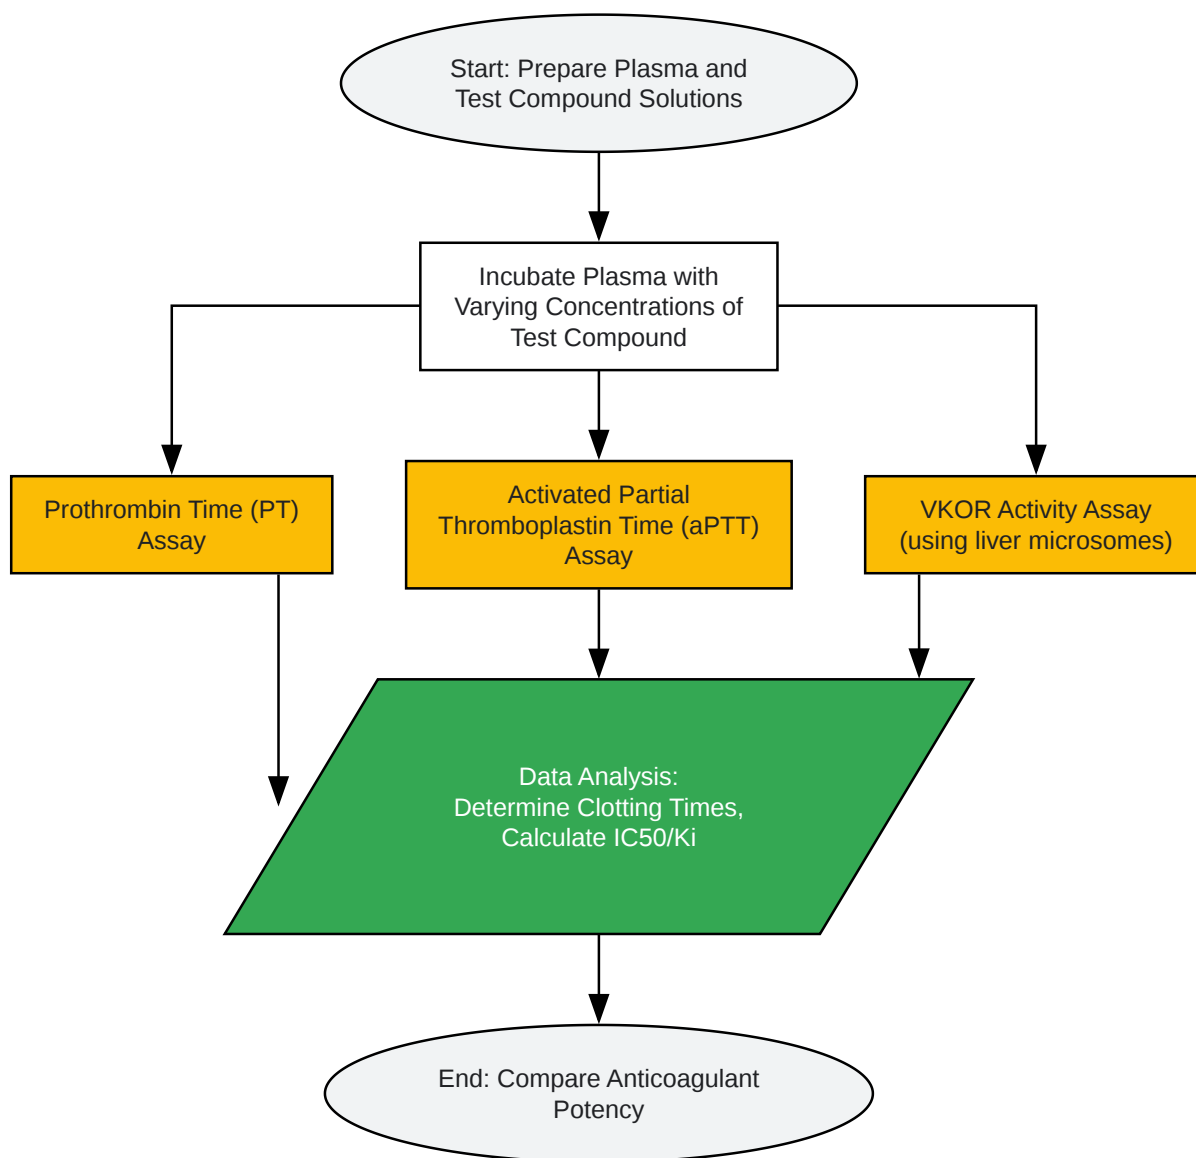 Start: Prepare Plasma and
Test Compound Solutions
Incubate Plasma with
Varying Concentrations of
Test Compound
Prothrombin Time (PT)
Assay
Activated Partial
Thromboplastin Time (aPTT)
Assay
VKOR Activity Assay
(using liver microsomes)
Data Analysis:
Determine Clotting Times,
Calculate IC50/Ki
End: Compare Anticoagulant
Potency